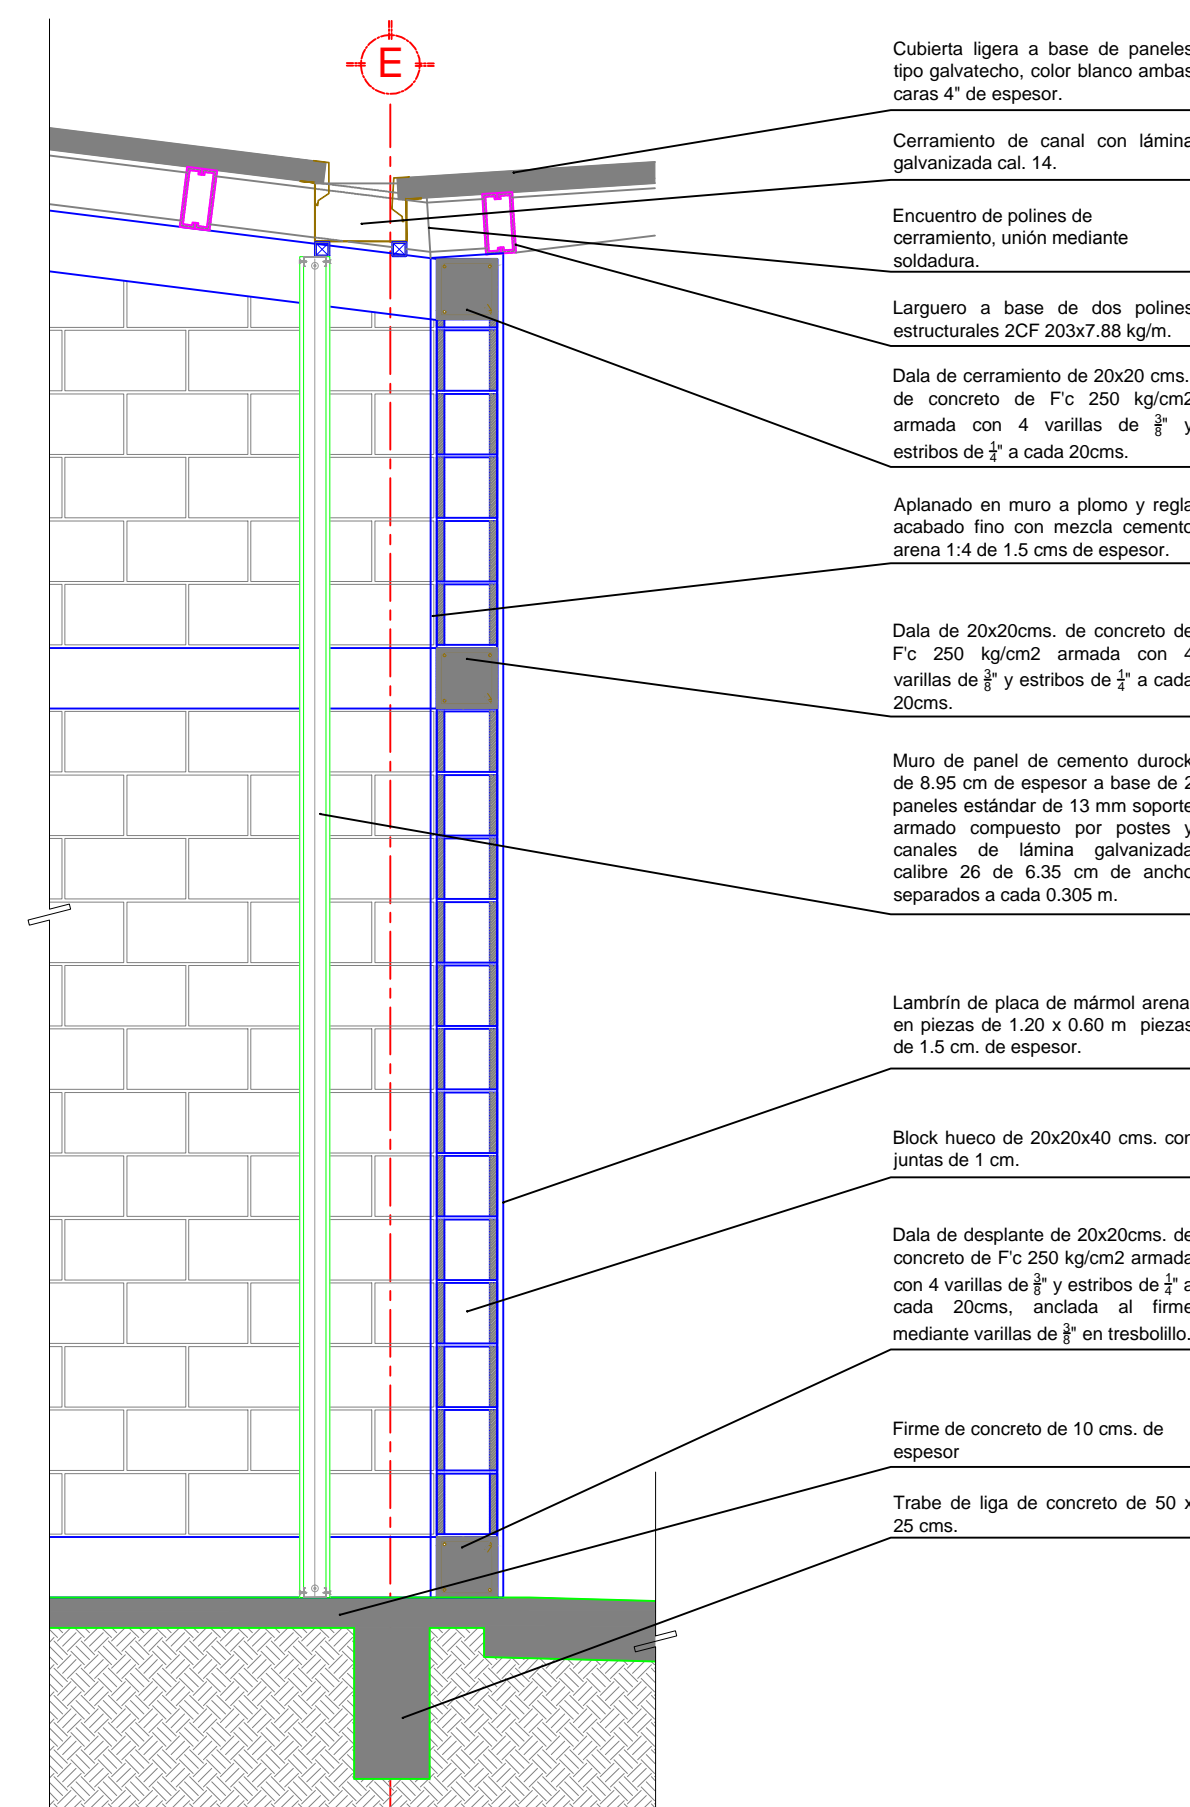 E
Cubierta ligera a base de paneles
tipo galvatecho, color blanco ambas
caras 4" de espesor.
Cerramiento de canal con lámina
galvanizada cal. 14.
Encuentro de polines de
cerramiento, unión mediante
soldadura.
Larguero a base de dos polines
estructurales 2CF 203x7.88 kg/m.
Dala de cerramiento de 20x20 cms.
de concreto de F'c 250 kg/cm2
armada con 4 varillas de 3/8" y
estribos de 1/4" a cada 20cms.
Aplanado en muro a plomo y regla
acabado fino con mezcla cemento
arena 1:4 de 1.5 cms de espesor.
Dala de 20x20cms. de concreto de
F'c 250 kg/cm2 armada con 4
varillas de 3/8" y estribos de 1/4" a cada
20cms.
Muro de panel de cemento durock
de 8.95 cm de espesor a base de 2
paneles estándar de 13 mm soporte
armado compuesto por postes y
canales de lámina galvanizada
calibre 26 de 6.35 cm de ancho
separados a cada 0.305 m.
Lambrín de placa de mármol arena
en piezas de 1.20 x 0.60 m piezas
de 1.5 cm. de espesor.
Block hueco de 20x20x40 cms. con
juntas de 1 cm.
Dala de desplante de 20x20cms. de
concreto de F'c 250 kg/cm2 armada
con 4 varillas de 3/8" y estribos de 1/4" a
cada 20cms, anclada al firme
mediante varillas de 3/8" en tresbolillo.
Firme de concreto de 10 cms. de
espesor
Trabe de liga de concreto de 50 x
25 cms.